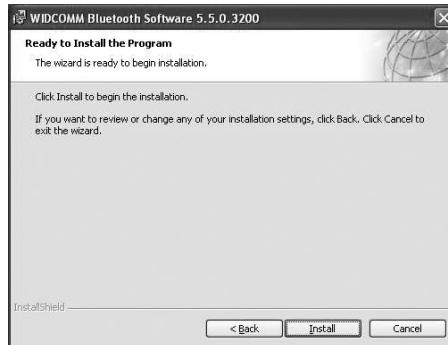 WIDCOMM Bluetooth Software 5.5.0.3200
Ready to Install the Program
The wizard is ready to begin installation.
Click Install to begin the installation.
If you want to review or change any of your installation settings, click Back. Click Cancel to
exit the wizard.
InstallShield
< Back
Install
Cancel